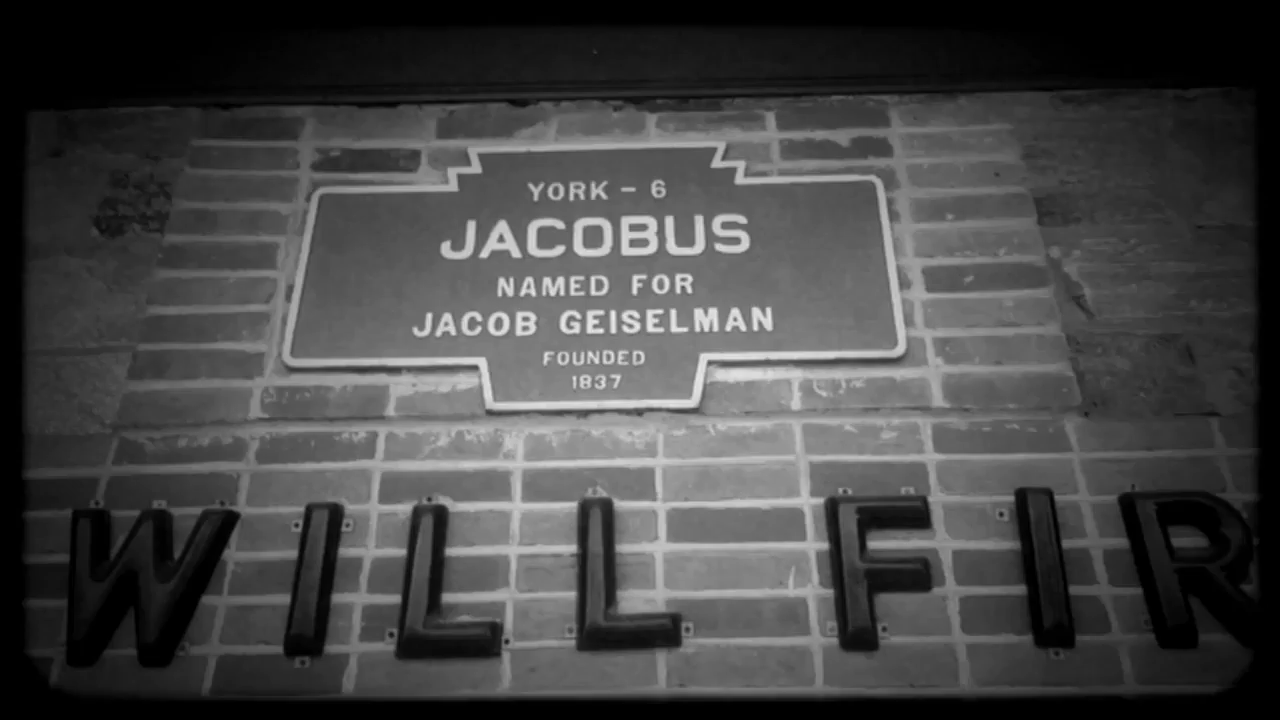 YORK - 6
JACOBUS
NAMED FOR
JACOB GEISELMAN
FOUNDED
1837
WILL FIR